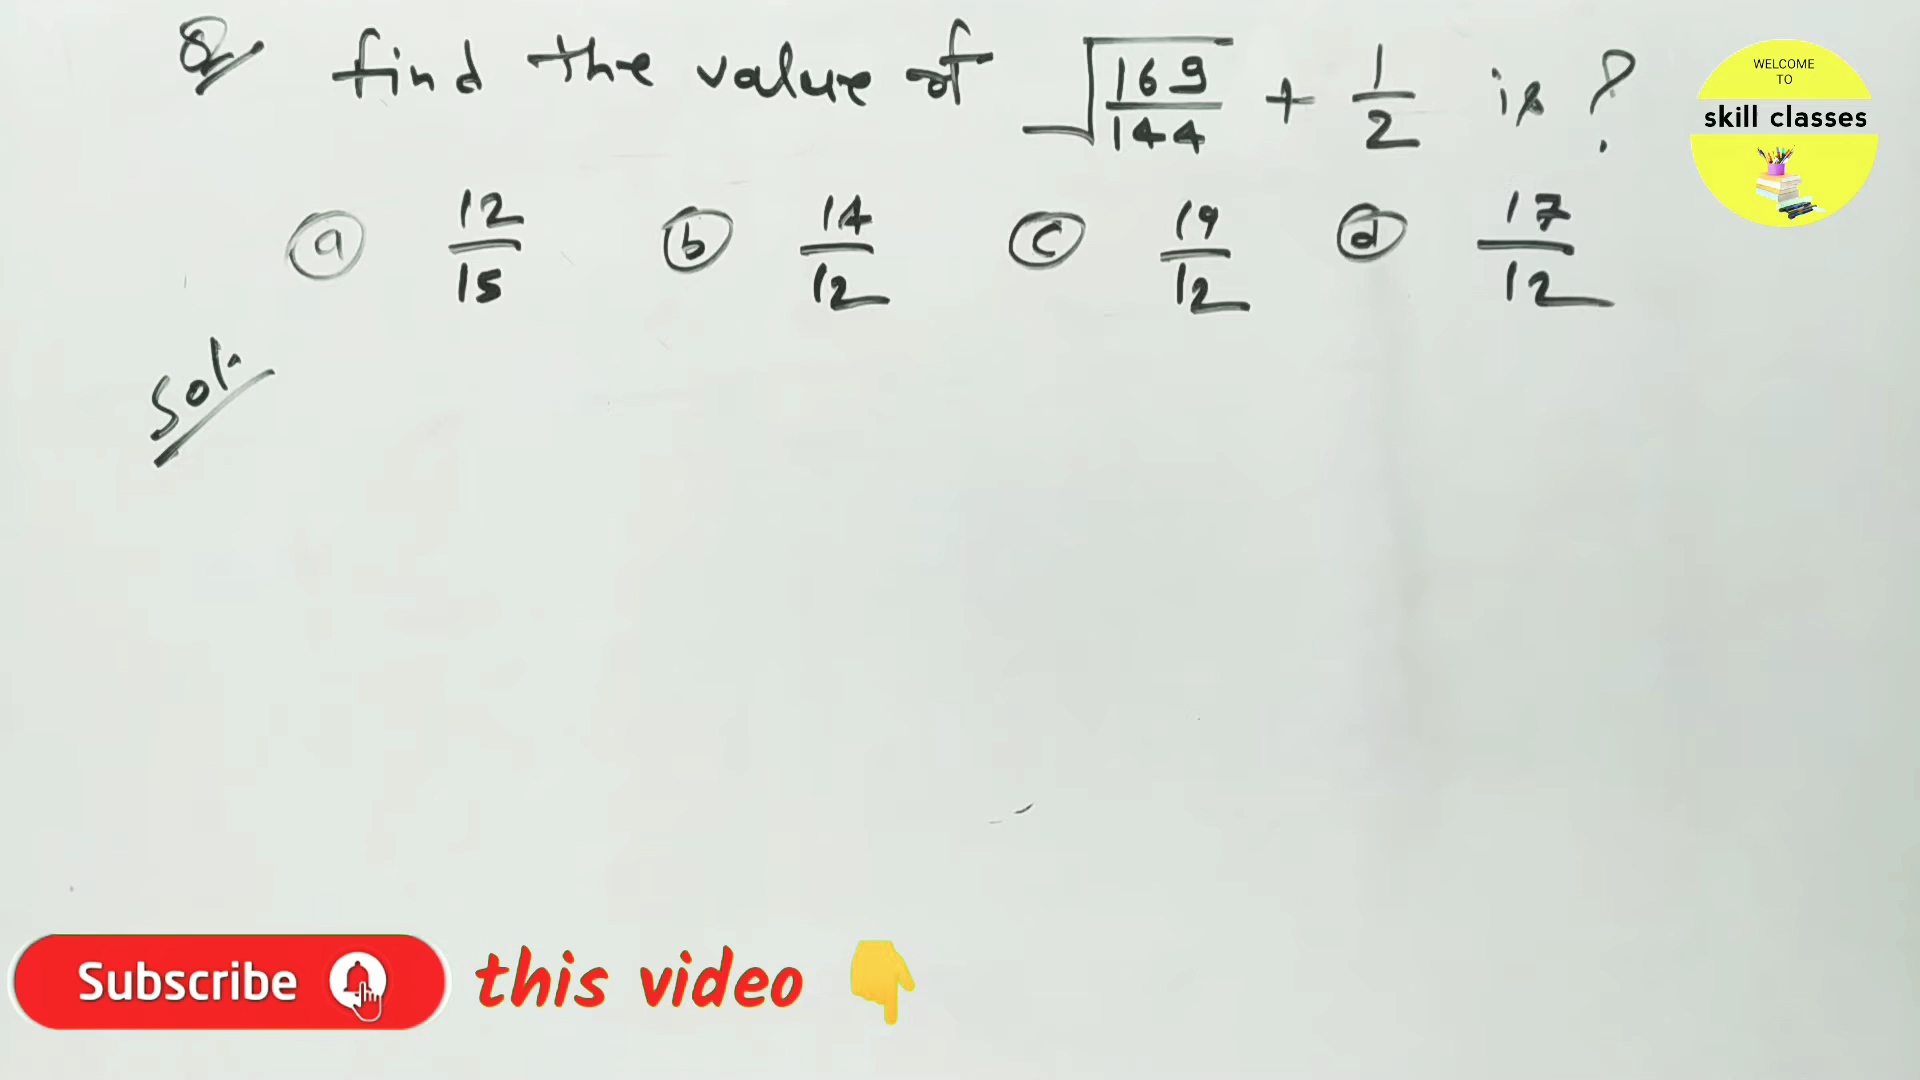 Q find the value of √169/144 + 1/2 is ?
(a) 12/15 (b) 14/12 (c) 19/12 (d) 17/12
Sol.
WELCOME
TO
skill classes
Subscribe this video 👇